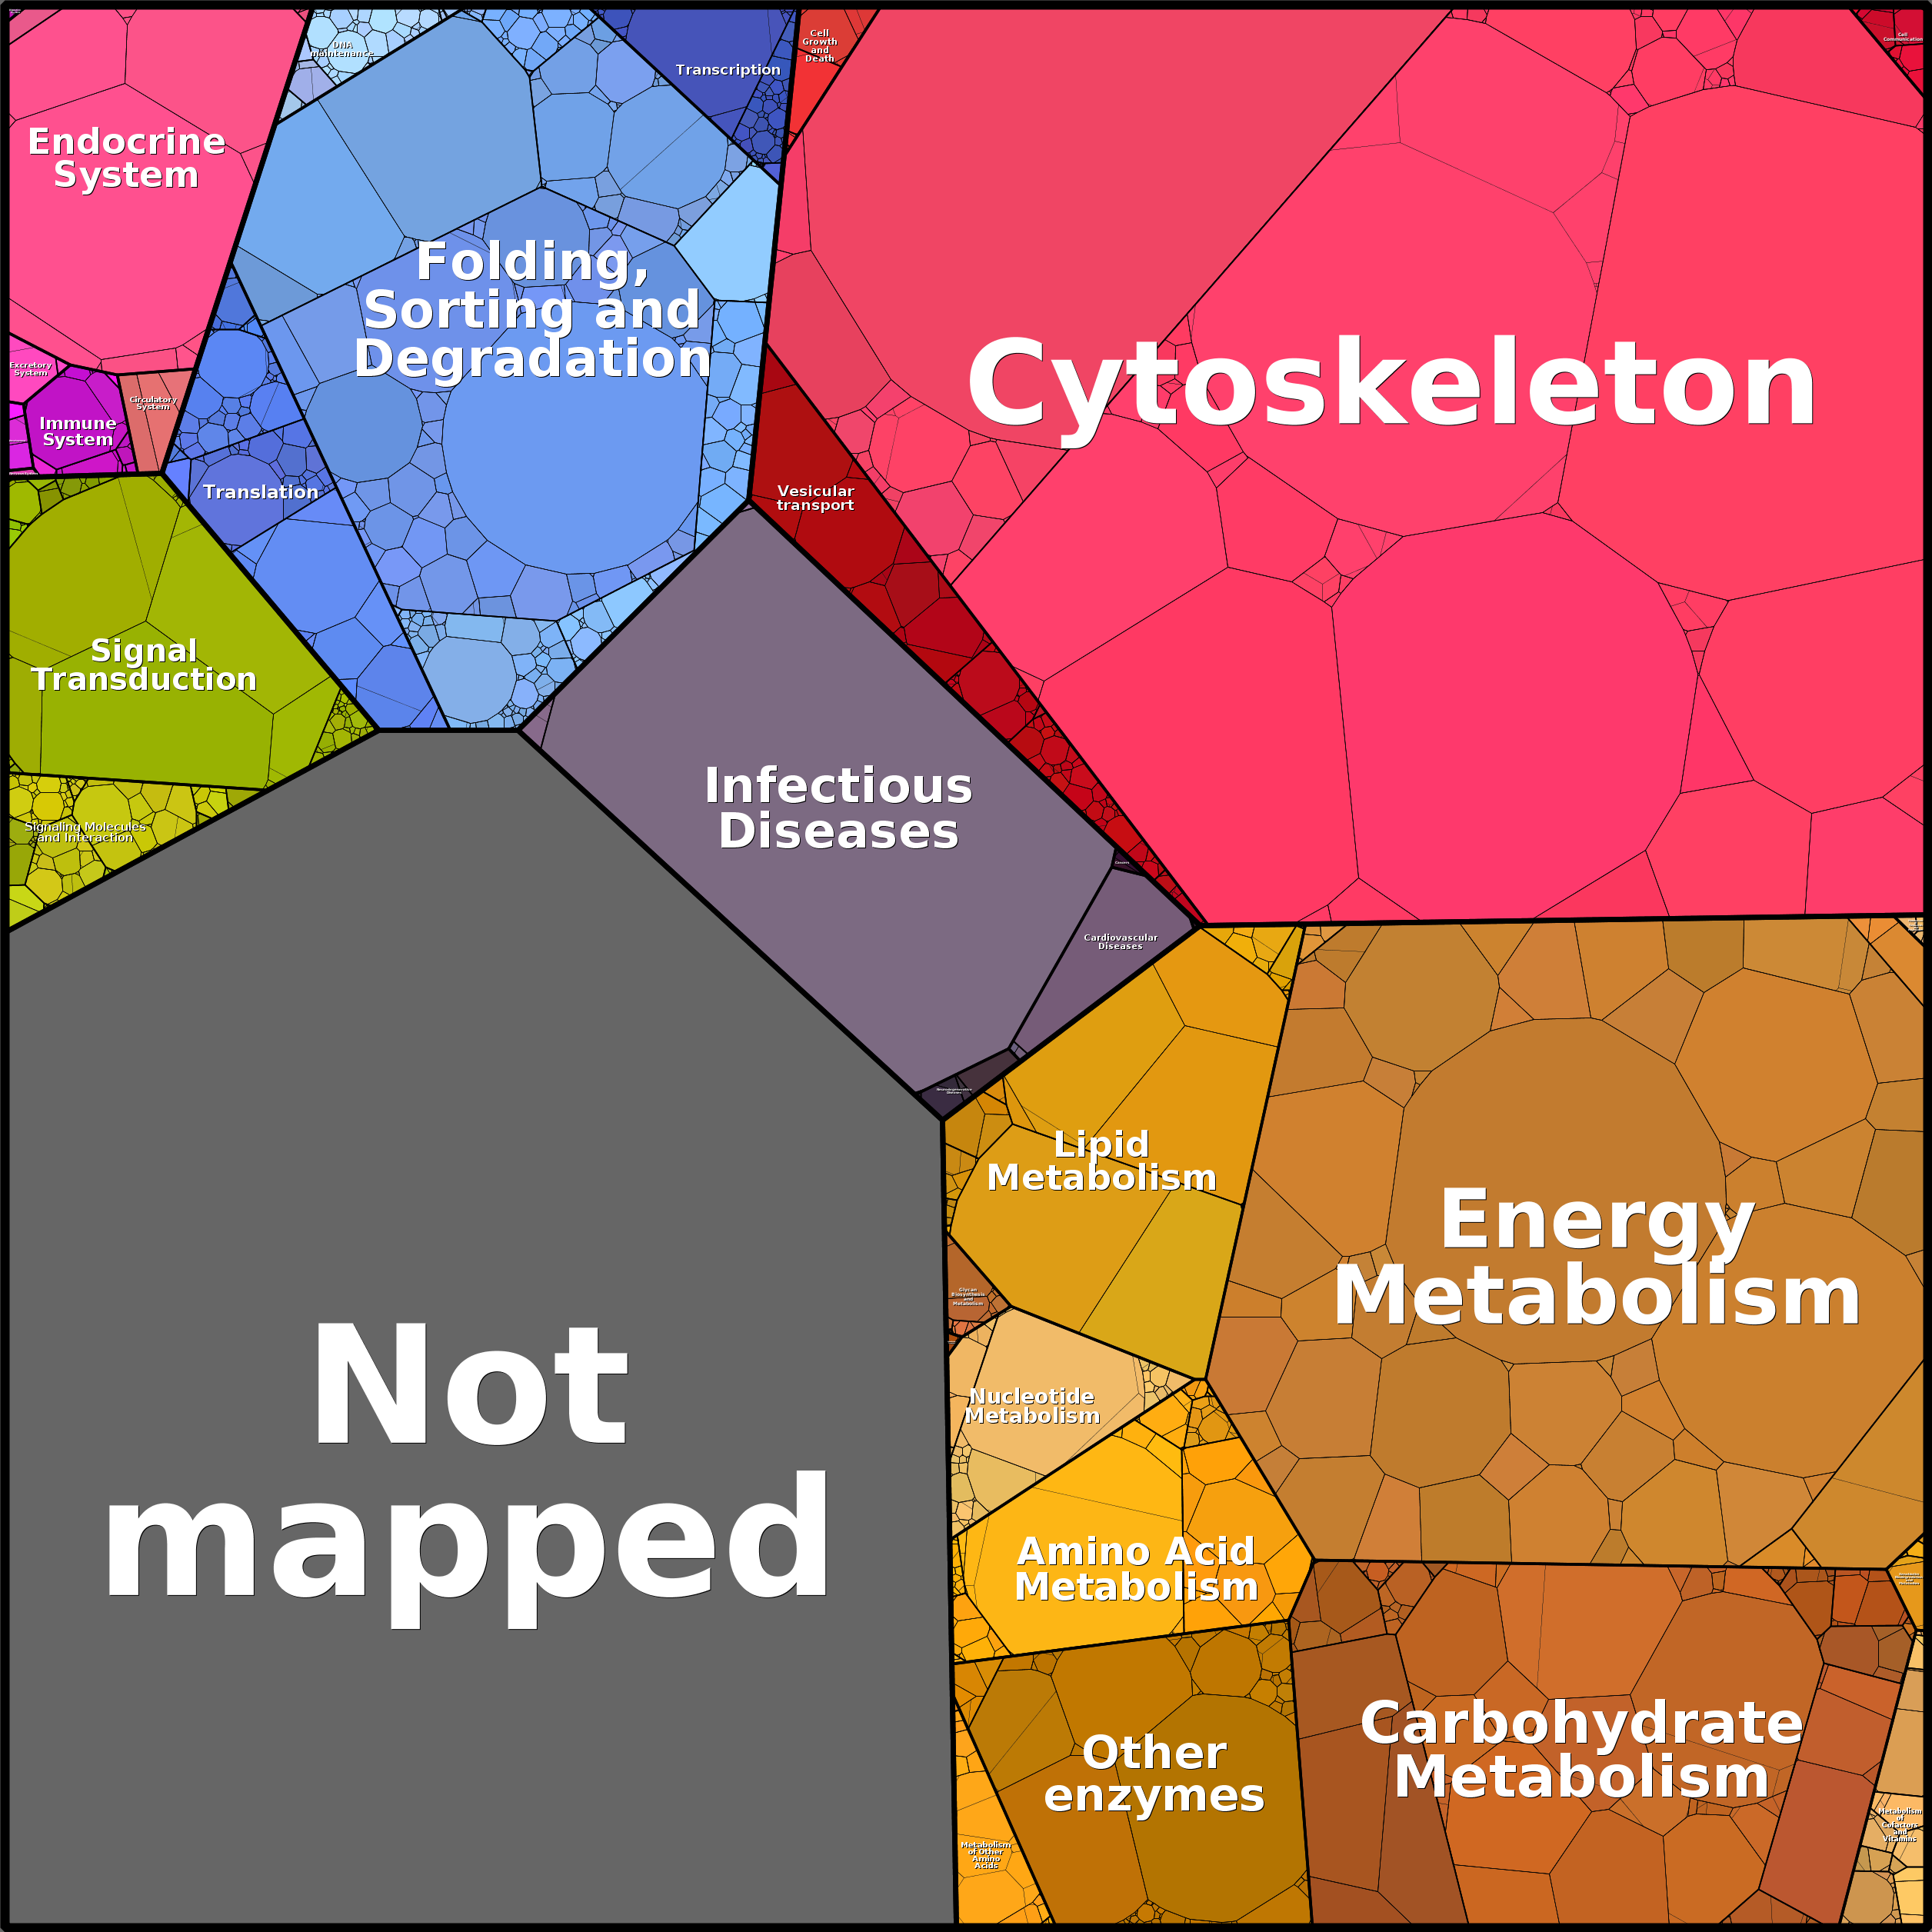 DNA
maintenance
Transcription
Cell
Growth
and
Death
Cell
Communication
Endocrine
System
Folding,
Sorting and
Degradation
Cytoskeleton
Excretory
System
Circulatory
System
Immune
System
Translation
Vesicular
transport
Signal
Transduction
Signaling Molecules
and Interaction
Infectious
Diseases
Cancers
Cardiovascular
Diseases
Neurodegenerative
Diseases
Lipid
Metabolism
Energy
Metabolism
Glycan
Biosynthesis
and
Metabolism
Nucleotide
Metabolism
Not
mapped
Amino Acid
Metabolism
Other
enzymes
Carbohydrate
Metabolism
Metabolism
of Other
Amino
Acids
Metabolism
of
Cofactors
and
Vitamins